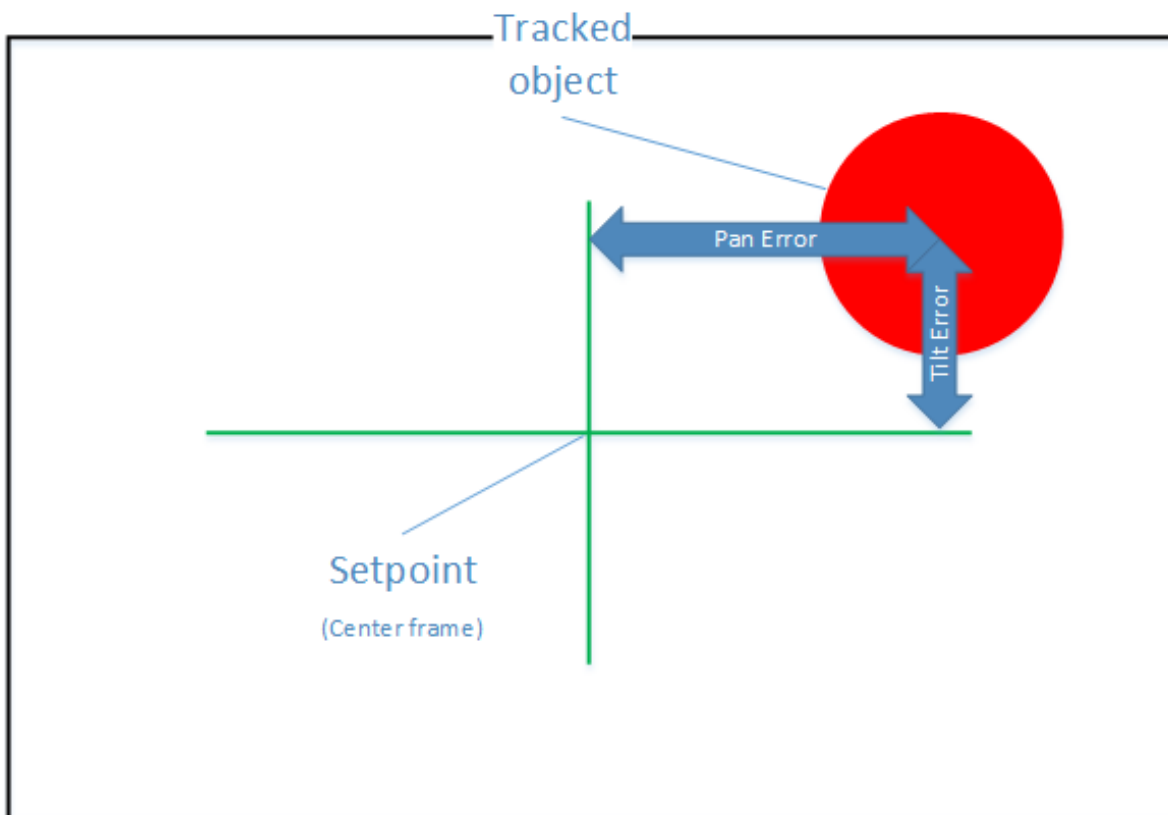 Tracked
object
Pan Error
Tilt Error
Setpoint
(Center frame)